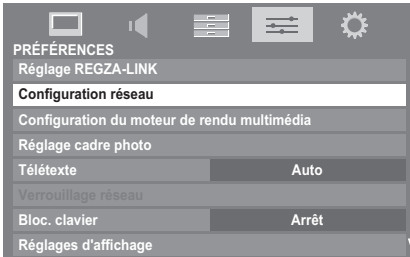 PRÉFÉRENCES
Réglage REGZA-LINK
Configuration réseau
Configuration du moteur de rendu multimédia
Réglage cadre photo
Télétexte Auto
Verrouillage réseau
Bloc. clavier Arrêt
Réglages d'affichage